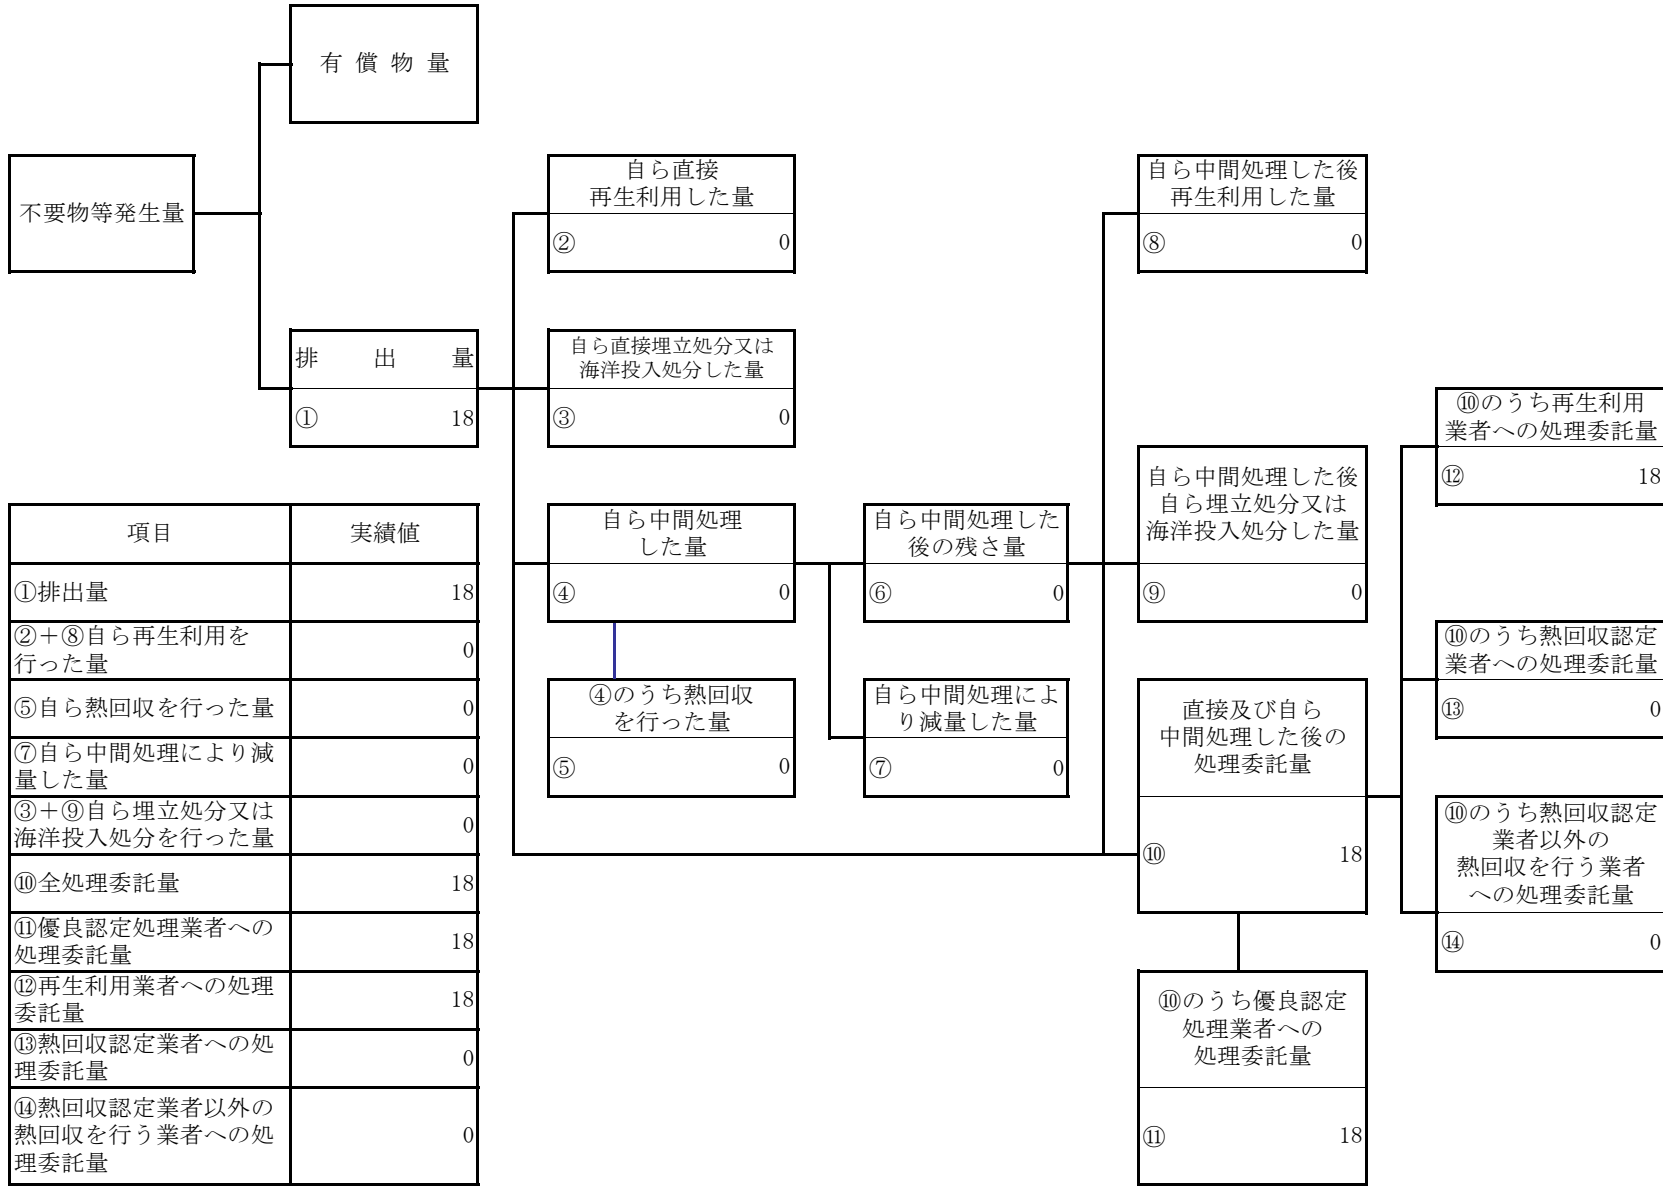 有 償 物 量
不要物等発生量
排 出 量
① 18
自ら直接
再生利用した量
② 0
自ら直接埋立処分又は
海洋投入処分した量
③ 0
自ら中間処理
した量
④ 0
④のうち熱回収
を行った量
⑤ 0
自ら中間処理した
後の残さ量
⑥ 0
自ら中間処理によ
り減量した量
⑦ 0
自ら中間処理した後
再生利用した量
⑧ 0
自ら中間処理した後
自ら埋立処分又は
海洋投入処分した量
⑨ 0
直接及び自ら
中間処理した後の
処理委託量
⑩ 18
⑩のうち優良認定
処理業者への
処理委託量
⑪ 18
⑩のうち再生利用
業者への処理委託量
⑫ 18
⑩のうち熱回収認定
業者への処理委託量
⑬ 0
⑩のうち熱回収認定
業者以外の
熱回収を行う業者
への処理委託量
⑭ 0
項目 実績値
①排出量 18
②+⑧自ら再生利用を
行った量 0
⑤自ら熱回収を行った量 0
⑦自ら中間処理により減
量した量 0
③+⑨自ら埋立処分又は
海洋投入処分を行った量 0
⑩全処理委託量 18
⑪優良認定処理業者への
処理委託量 18
⑫再生利用業者への処理
委託量 18
⑬熱回収認定業者への処
理委託量 0
⑭熱回収認定業者以外の
熱回収を行う業者への処
理委託量 0